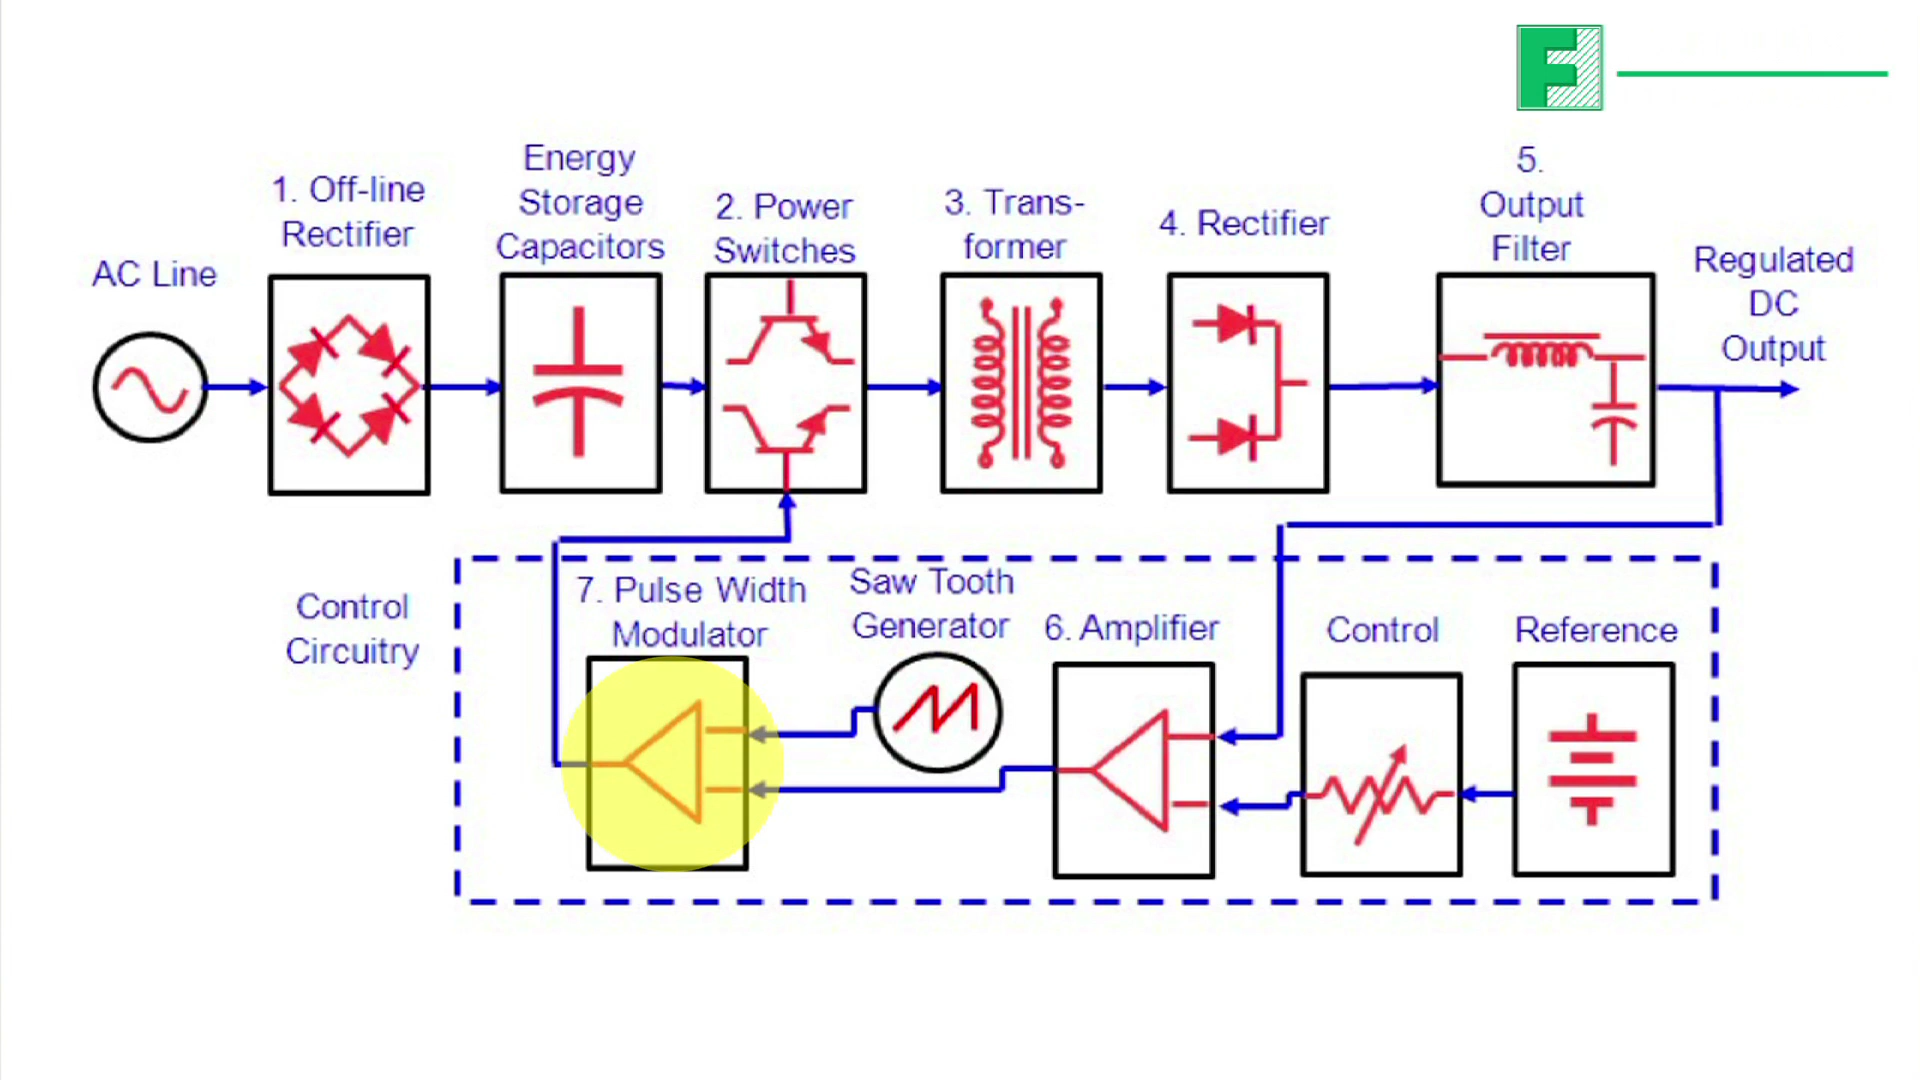 F
AC Line
1. Off-line
Rectifier
Energy
Storage
Capacitors
2. Power
Switches
3. Trans-
former
4. Rectifier
5.
Output
Filter
Regulated
DC
Output
Control
Circuitry
7. Pulse Width
Modulator
Saw Tooth
Generator
6. Amplifier
Control
Reference